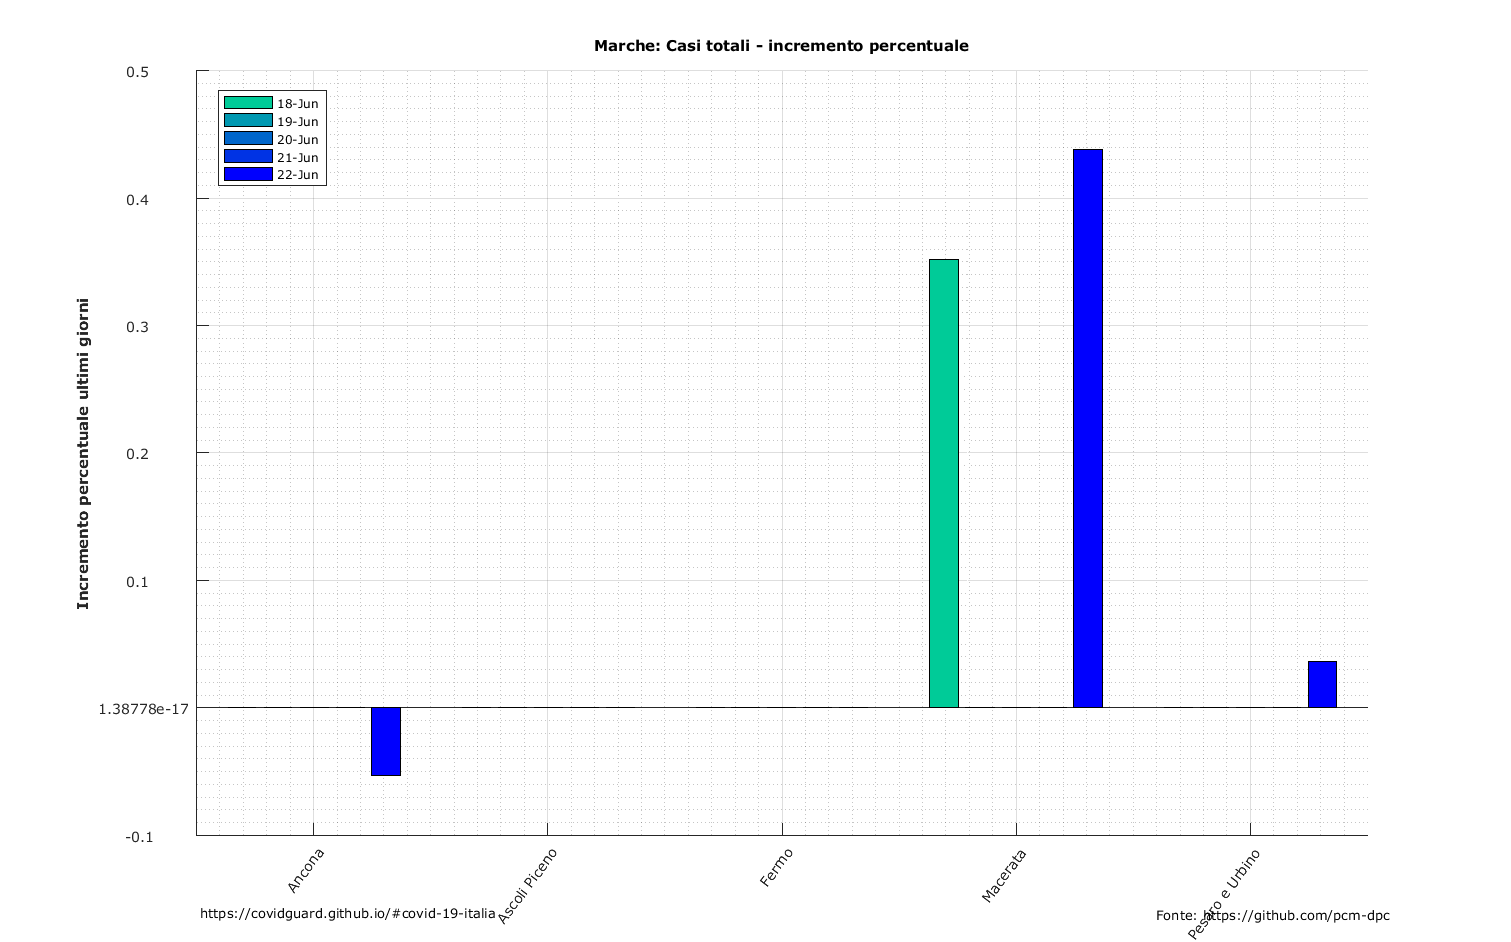 Marche: Casi totali - incremento percentuale
0.5
0.4
0.3
0.2
0.1
1.38778e-17
-0.1
Incremento percentuale ultimi giorni
18-Jun
19-Jun
20-Jun
21-Jun
22-Jun
Ancona
Ascoli Piceno
Fermo
Macerata
Pesaro e Urbino
https://covidguard.github.io/#covid-19-italia
Fonte: https://github.com/pcm-dpc